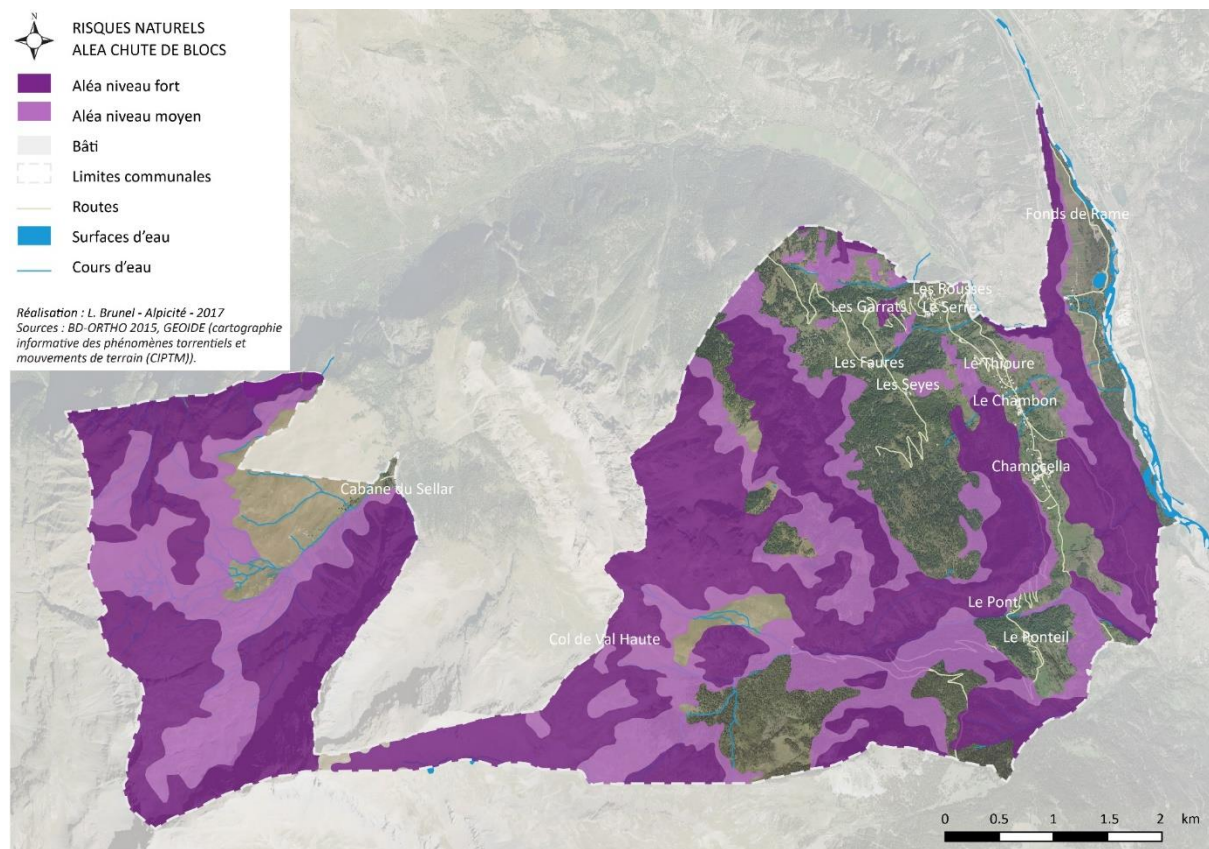 RISQUES NATURELS
ALEA CHUTE DE BLOCS
Aléa niveau fort
Aléa niveau moyen
Bâti
Limites communales
Routes
Surfaces d'eau
Cours d'eau
Réalisation : L. Brunel - Alpicité - 2017
Sources : BD-ORTHO 2015, GEOIDE (cartographie
informative des phénomènes torrentiels et
mouvements de terrain (CIPTM)).
Fonds de Rame
Les Rousses
Les Garrats
Le Serre
Les Faures
Le Thioure
Les Seyes
Le Chambon
Champcella
Cabane du Sellar
Le Pont
Col de Val Haute
Le Ponteil
0 0.5 1 1.5 2 km